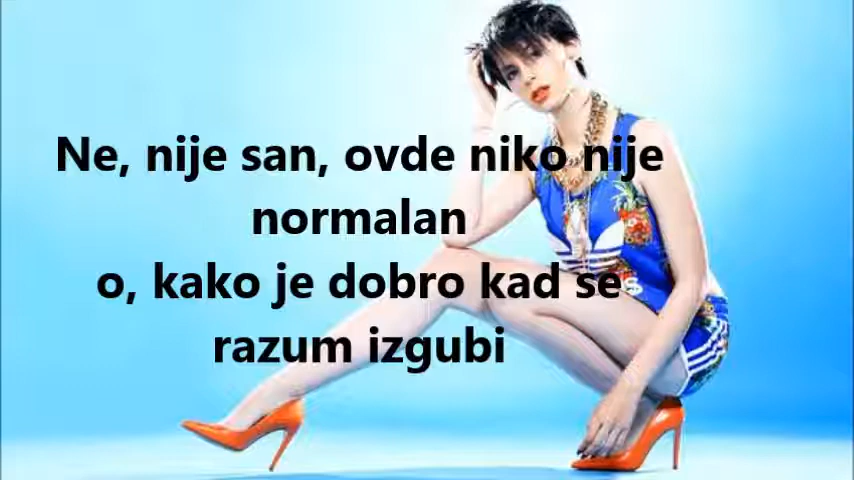 Ne, nije san, ovde niko nije
normalan
o, kako je dobro kad se
razum izgubi